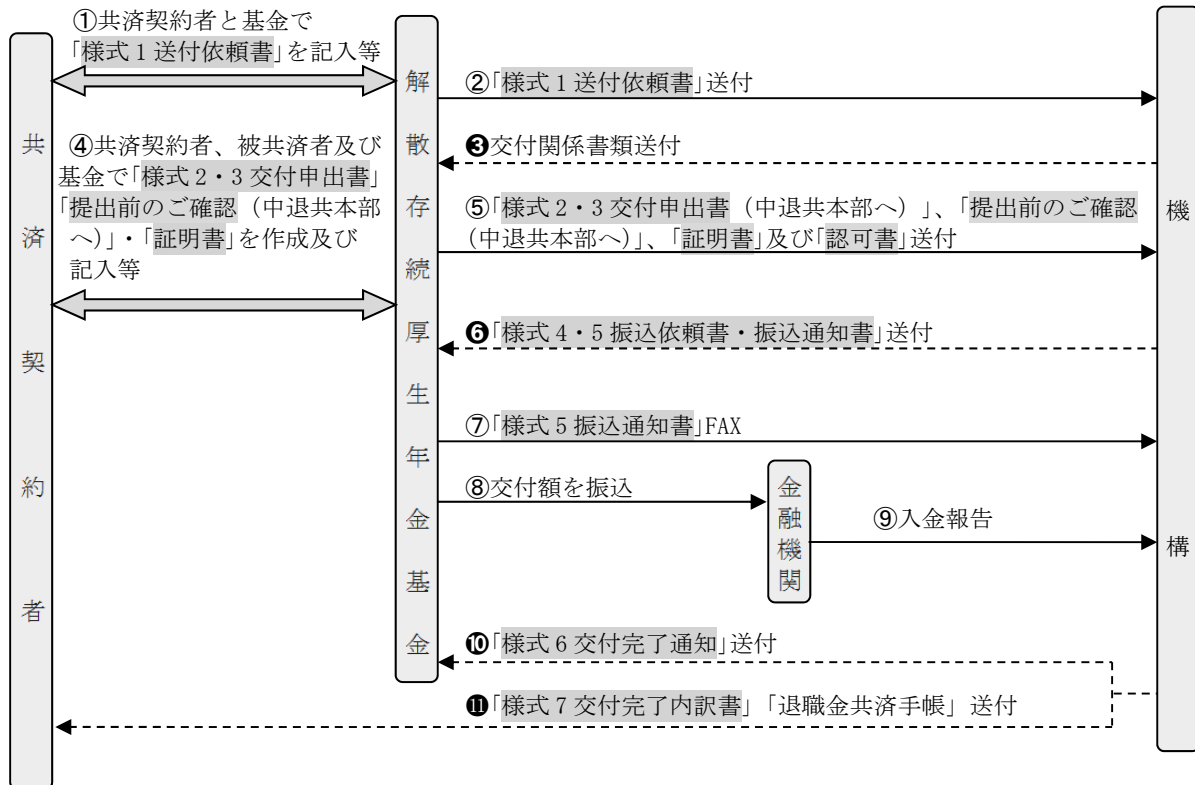 ①共済契約者と基金で
「様式1送付依頼書」を記入等
②「様式1送付依頼書」送付
❸交付関係書類送付
④共済契約者、被共済者及び
基金で「様式2・3交付申出書」
「提出前のご確認（中退共本部
へ）」・「証明書」を作成及び
記入等
⑤「様式2・3交付申出書（中退共本部へ）」、「提出前のご確認
（中退共本部へ）」、「証明書」及び「認可書」送付
❻「様式4・5振込依頼書・振込通知書」送付
⑦「様式5振込通知書」FAX
⑧交付額を振込
金融機関
⑨入金報告
❿「様式6交付完了通知」送付
⓫「様式7交付完了内訳書」「退職金共済手帳」送付
共済契約者
解散存続厚生年金基金
機構